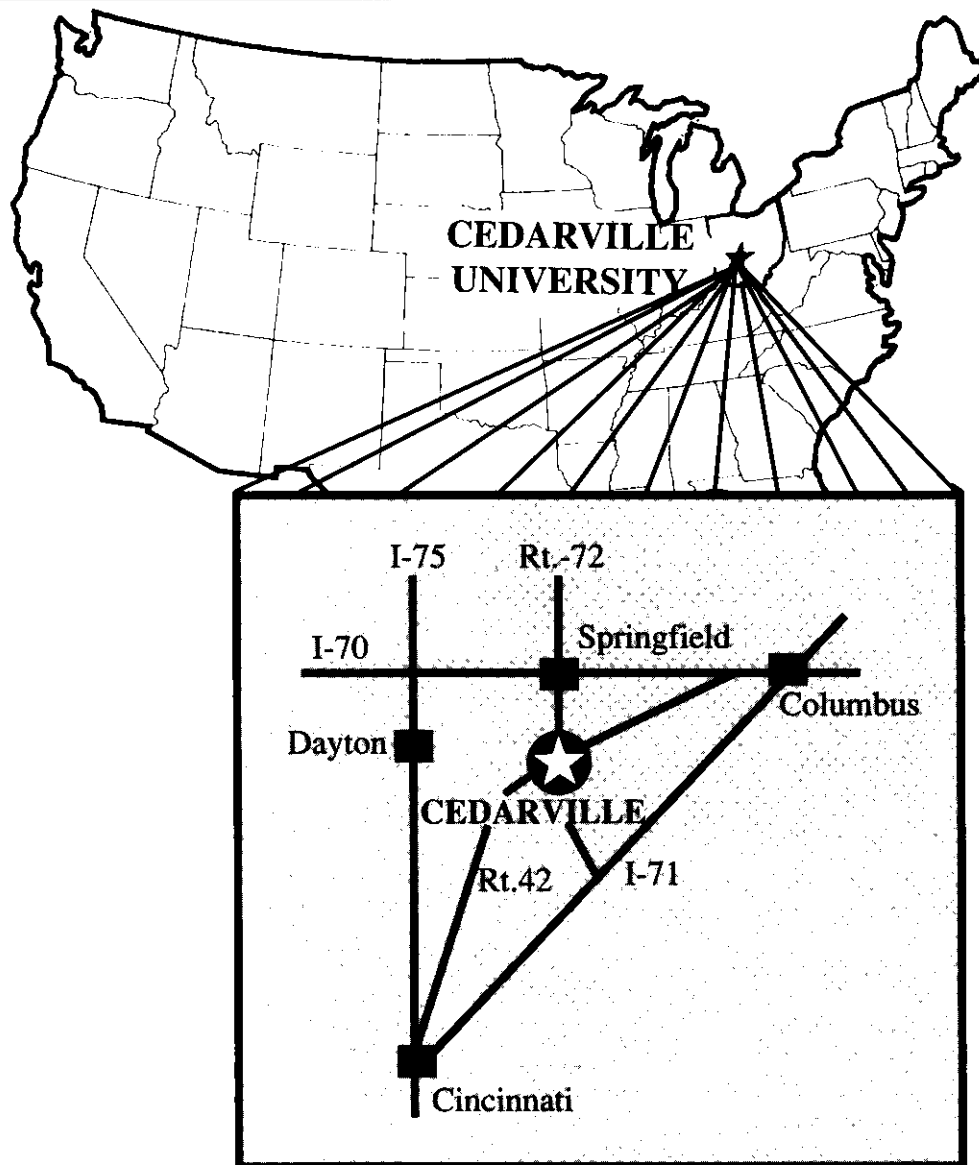 CEDARVILLE
UNIVERSITY
I-75
Rt.-72
I-70
Springfield
Columbus
Dayton
CEDARVILLE
Rt.42
I-71
Cincinnati